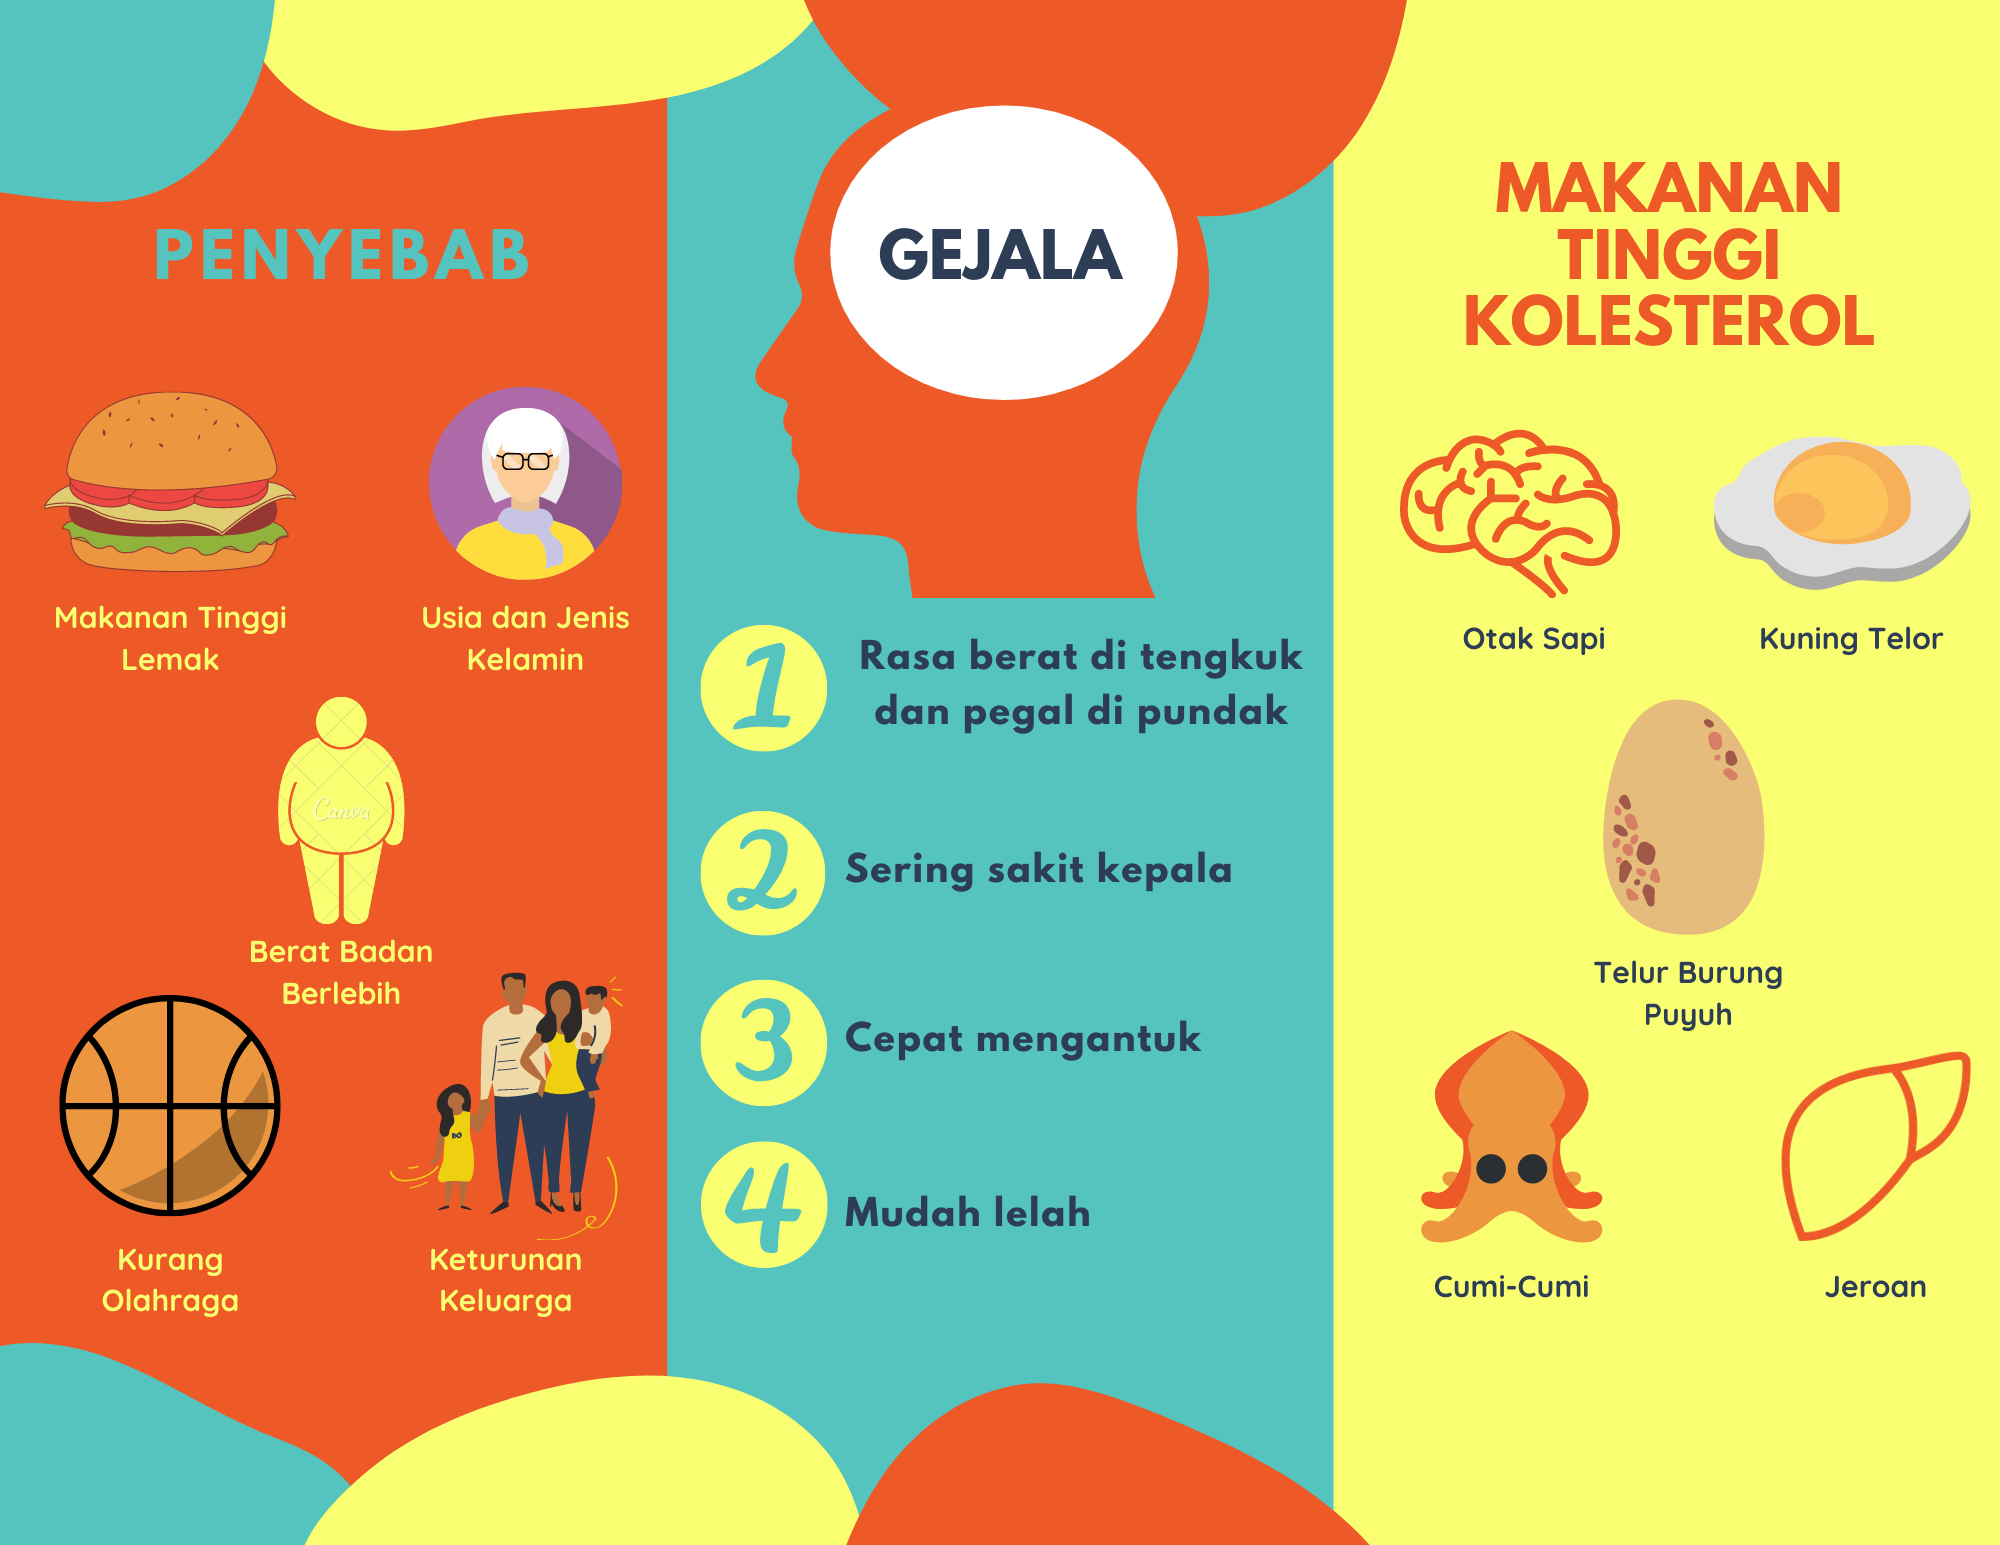 PENYEBAB
Makanan Tinggi
Lemak
Usia dan Jenis
Kelamin
Canva
Berat Badan
Berlebih
Kurang
Olahraga
Keturunan
Keluarga
GEJALA
1
Rasa berat di tengkuk
dan pegal di pundak
2
Sering sakit kepala
3
Cepat mengantuk
4
Mudah lelah
MAKANAN
TINGGI
KOLESTEROL
Otak Sapi
Kuning Telor
Telur Burung
Puyuh
Cumi-Cumi
Jeroan